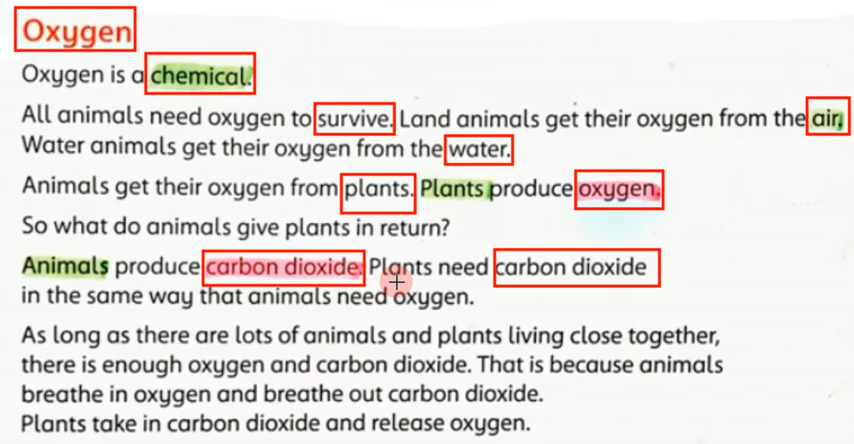 Oxygen
Oxygen is a chemical.
All animals need oxygen to survive. Land animals get their oxygen from the air,
Water animals get their oxygen from the water.
Animals get their oxygen from plants. Plants produce oxygen.
So what do animals give plants in return?
Animals produce carbon dioxide. Plants need carbon dioxide
in the same way that animals need oxygen.
As long as there are lots of animals and plants living close together,
there is enough oxygen and carbon dioxide. That is because animals
breathe in oxygen and breathe out carbon dioxide.
Plants take in carbon dioxide and release oxygen.